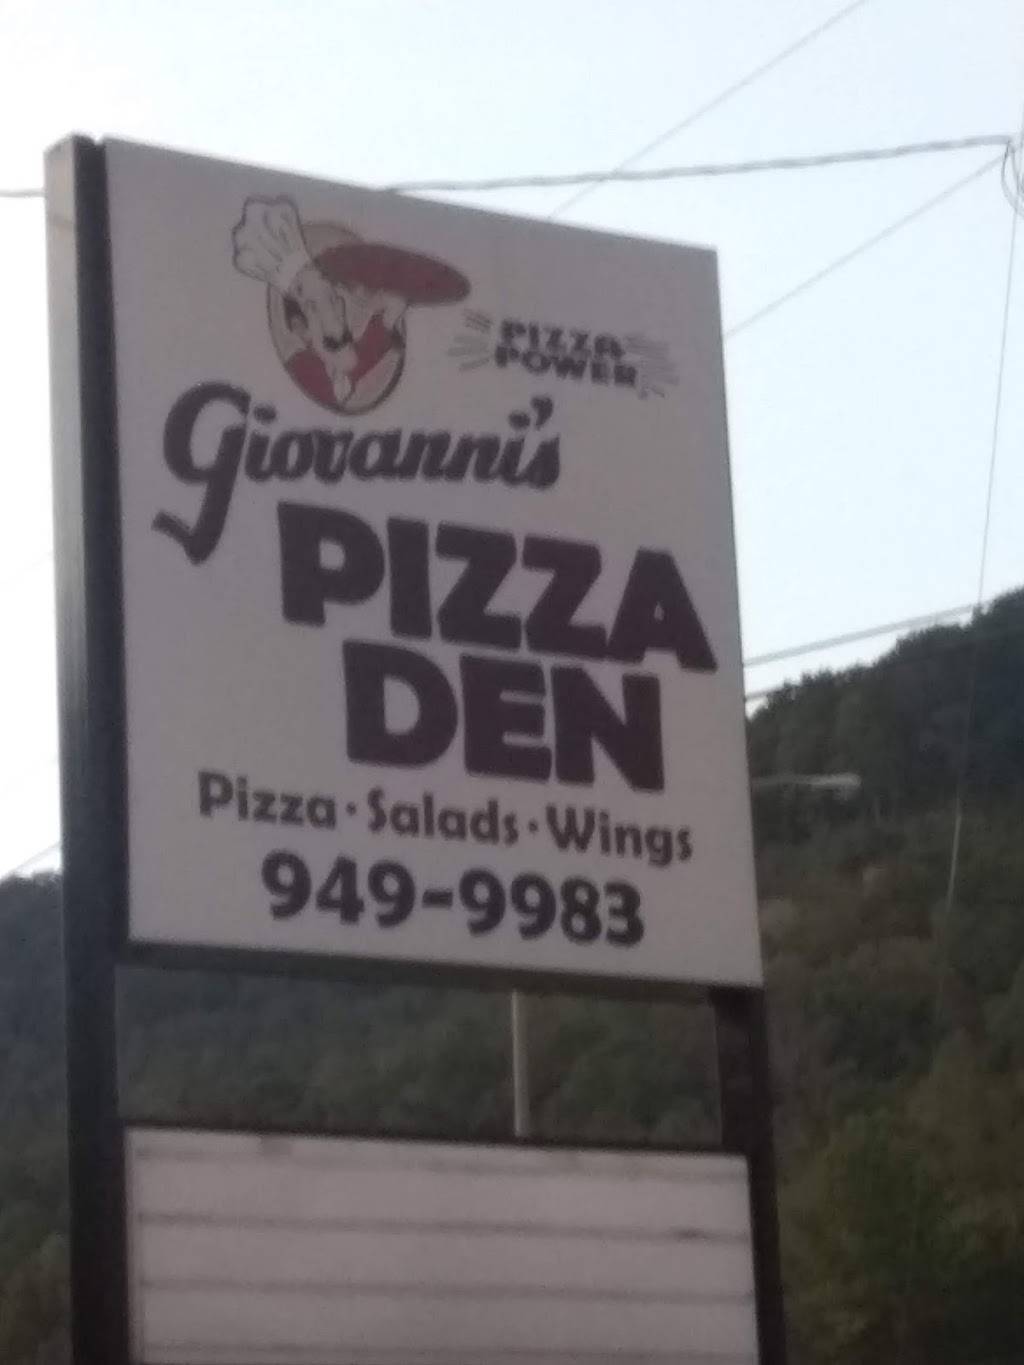 PIZZA
POWER
Giovanni's
PIZZA
DEN
Pizza · Salads · Wings
949-9983